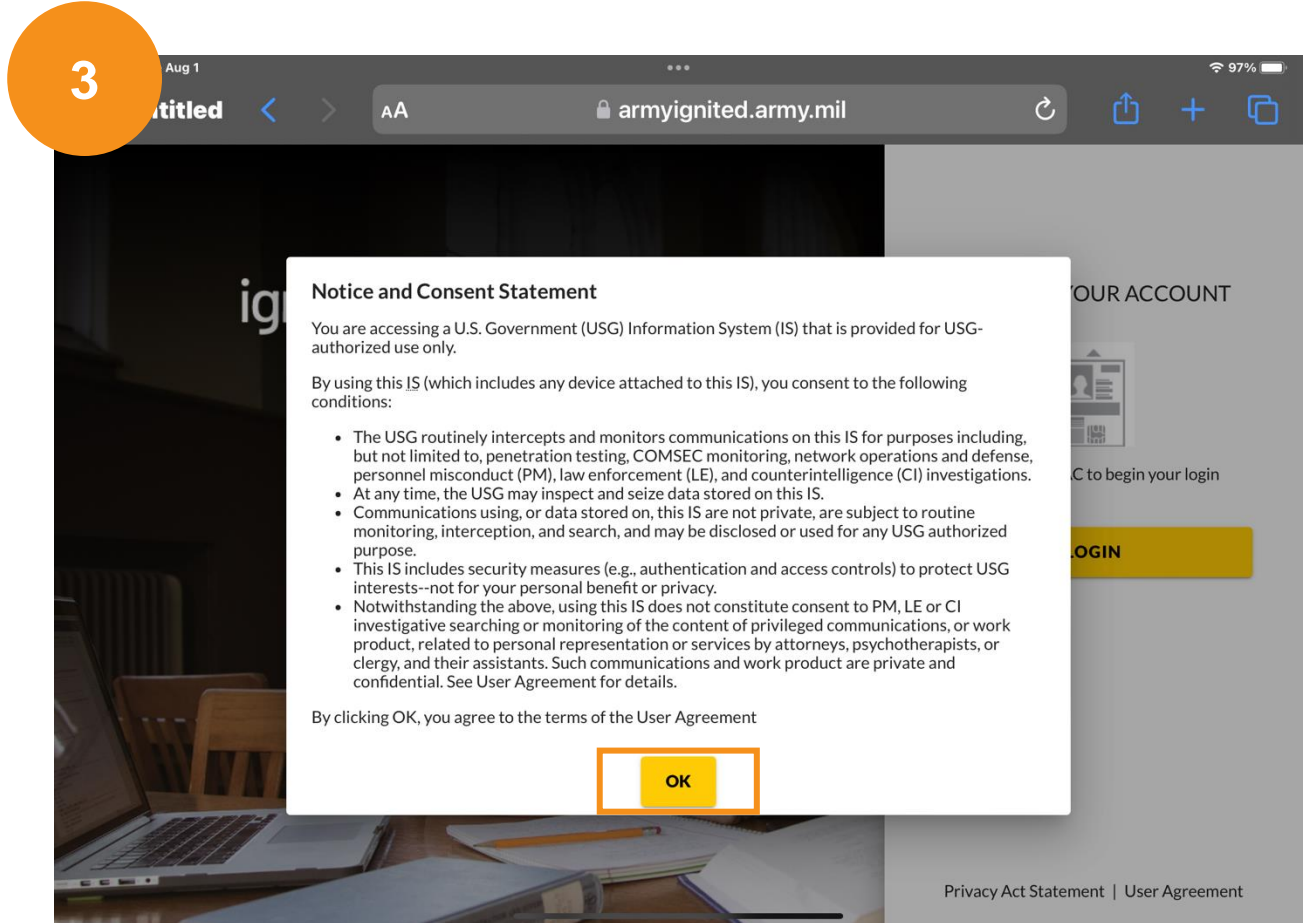 3
Aug 1
97%
titled
AA
armyignited.army.mil
ig
OUR ACCOUNT
C to begin your login
OGIN
Notice and Consent Statement
You are accessing a U.S. Government (USG) Information System (IS) that is provided for USG-
authorized use only.
By using this IS (which includes any device attached to this IS), you consent to the following
conditions:
• The USG routinely intercepts and monitors communications on this IS for purposes including,
but not limited to, penetration testing, COMSEC monitoring, network operations and defense,
personnel misconduct (PM), law enforcement (LE), and counterintelligence (CI) investigations.
• At any time, the USG may inspect and seize data stored on this IS.
• Communications using, or data stored on, this IS are not private, are subject to routine
monitoring, interception, and search, and may be disclosed or used for any USG authorized
purpose.
• This IS includes security measures (e.g., authentication and access controls) to protect USG
interests--not for your personal benefit or privacy.
• Notwithstanding the above, using this IS does not constitute consent to PM, LE or CI
investigative searching or monitoring of the content of privileged communications, or work
product, related to personal representation or services by attorneys, psychotherapists, or
clergy, and their assistants. Such communications and work product are private and
confidential. See User Agreement for details.
By clicking OK, you agree to the terms of the User Agreement
OK
Privacy Act Statement | User Agreement